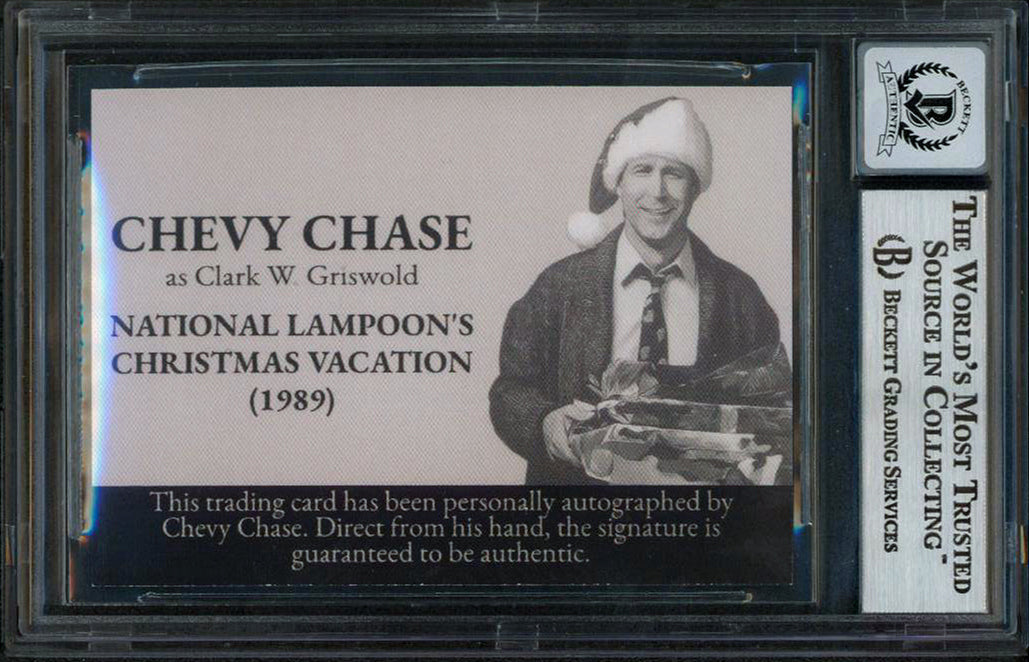 CHEVY CHASE
as Clark W. Griswold
NATIONAL LAMPOON'S
CHRISTMAS VACATION
(1989)
This trading card has been personally autographed by
Chevy Chase. Direct from his hand, the signature is
guaranteed to be authentic.
BECKETT
B
AUTHENTIC
THE WORLD'S MOST TRUSTED
SOURCE IN COLLECTING™
B BECKETT GRADING SERVICES